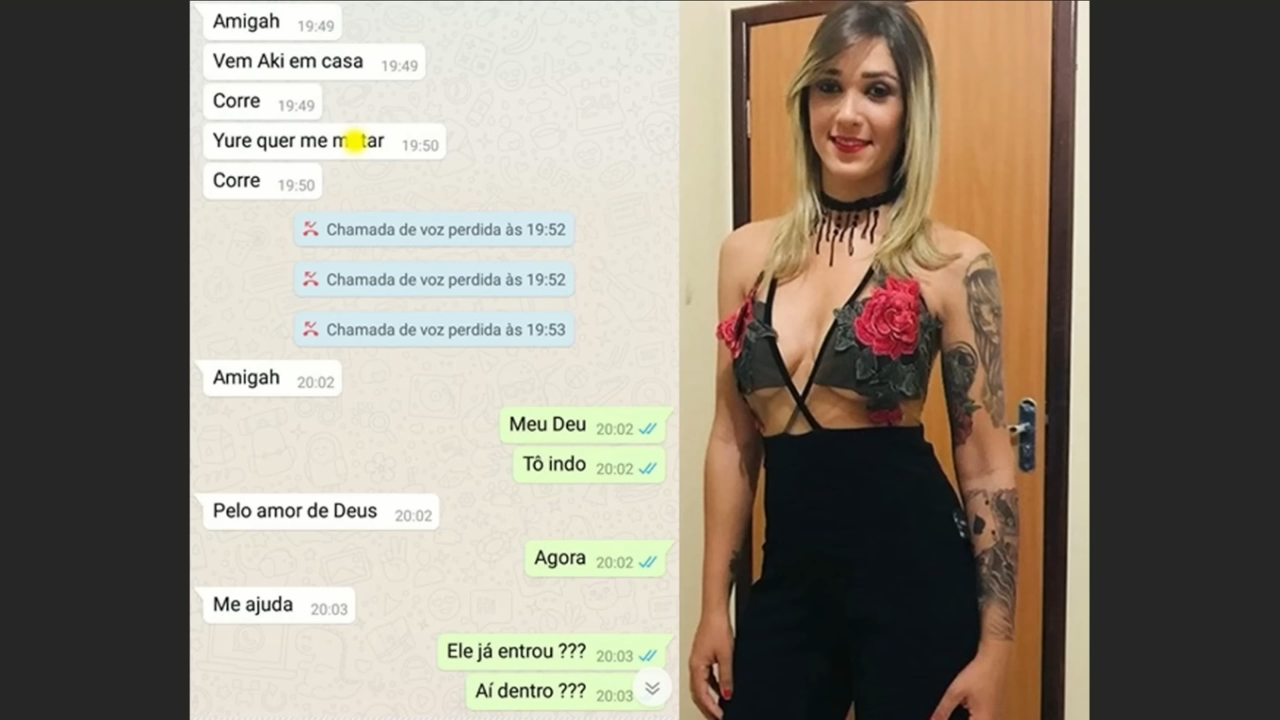 Amigah 19:49
Vem Aki em casa 19:49
Corre 19:49
Yure quer me m tar 19:50
Corre 19:50
Chamada de voz perdida às 19:52
Chamada de voz perdida às 19:52
Chamada de voz perdida às 19:53
Amigah 20:02
Meu Deu 20:02
Tô indo 20:02
Pelo amor de Deus 20:02
Agora 20:02
Me ajuda 20:03
Ele já entrou ??? 20:03
Aí dentro ??? 20:03